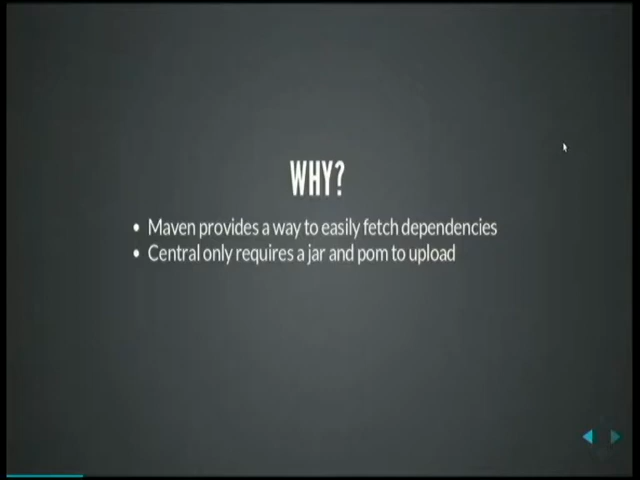 WHY?
• Maven provides a way to easily fetch dependencies
• Central only requires a jar and pom to upload